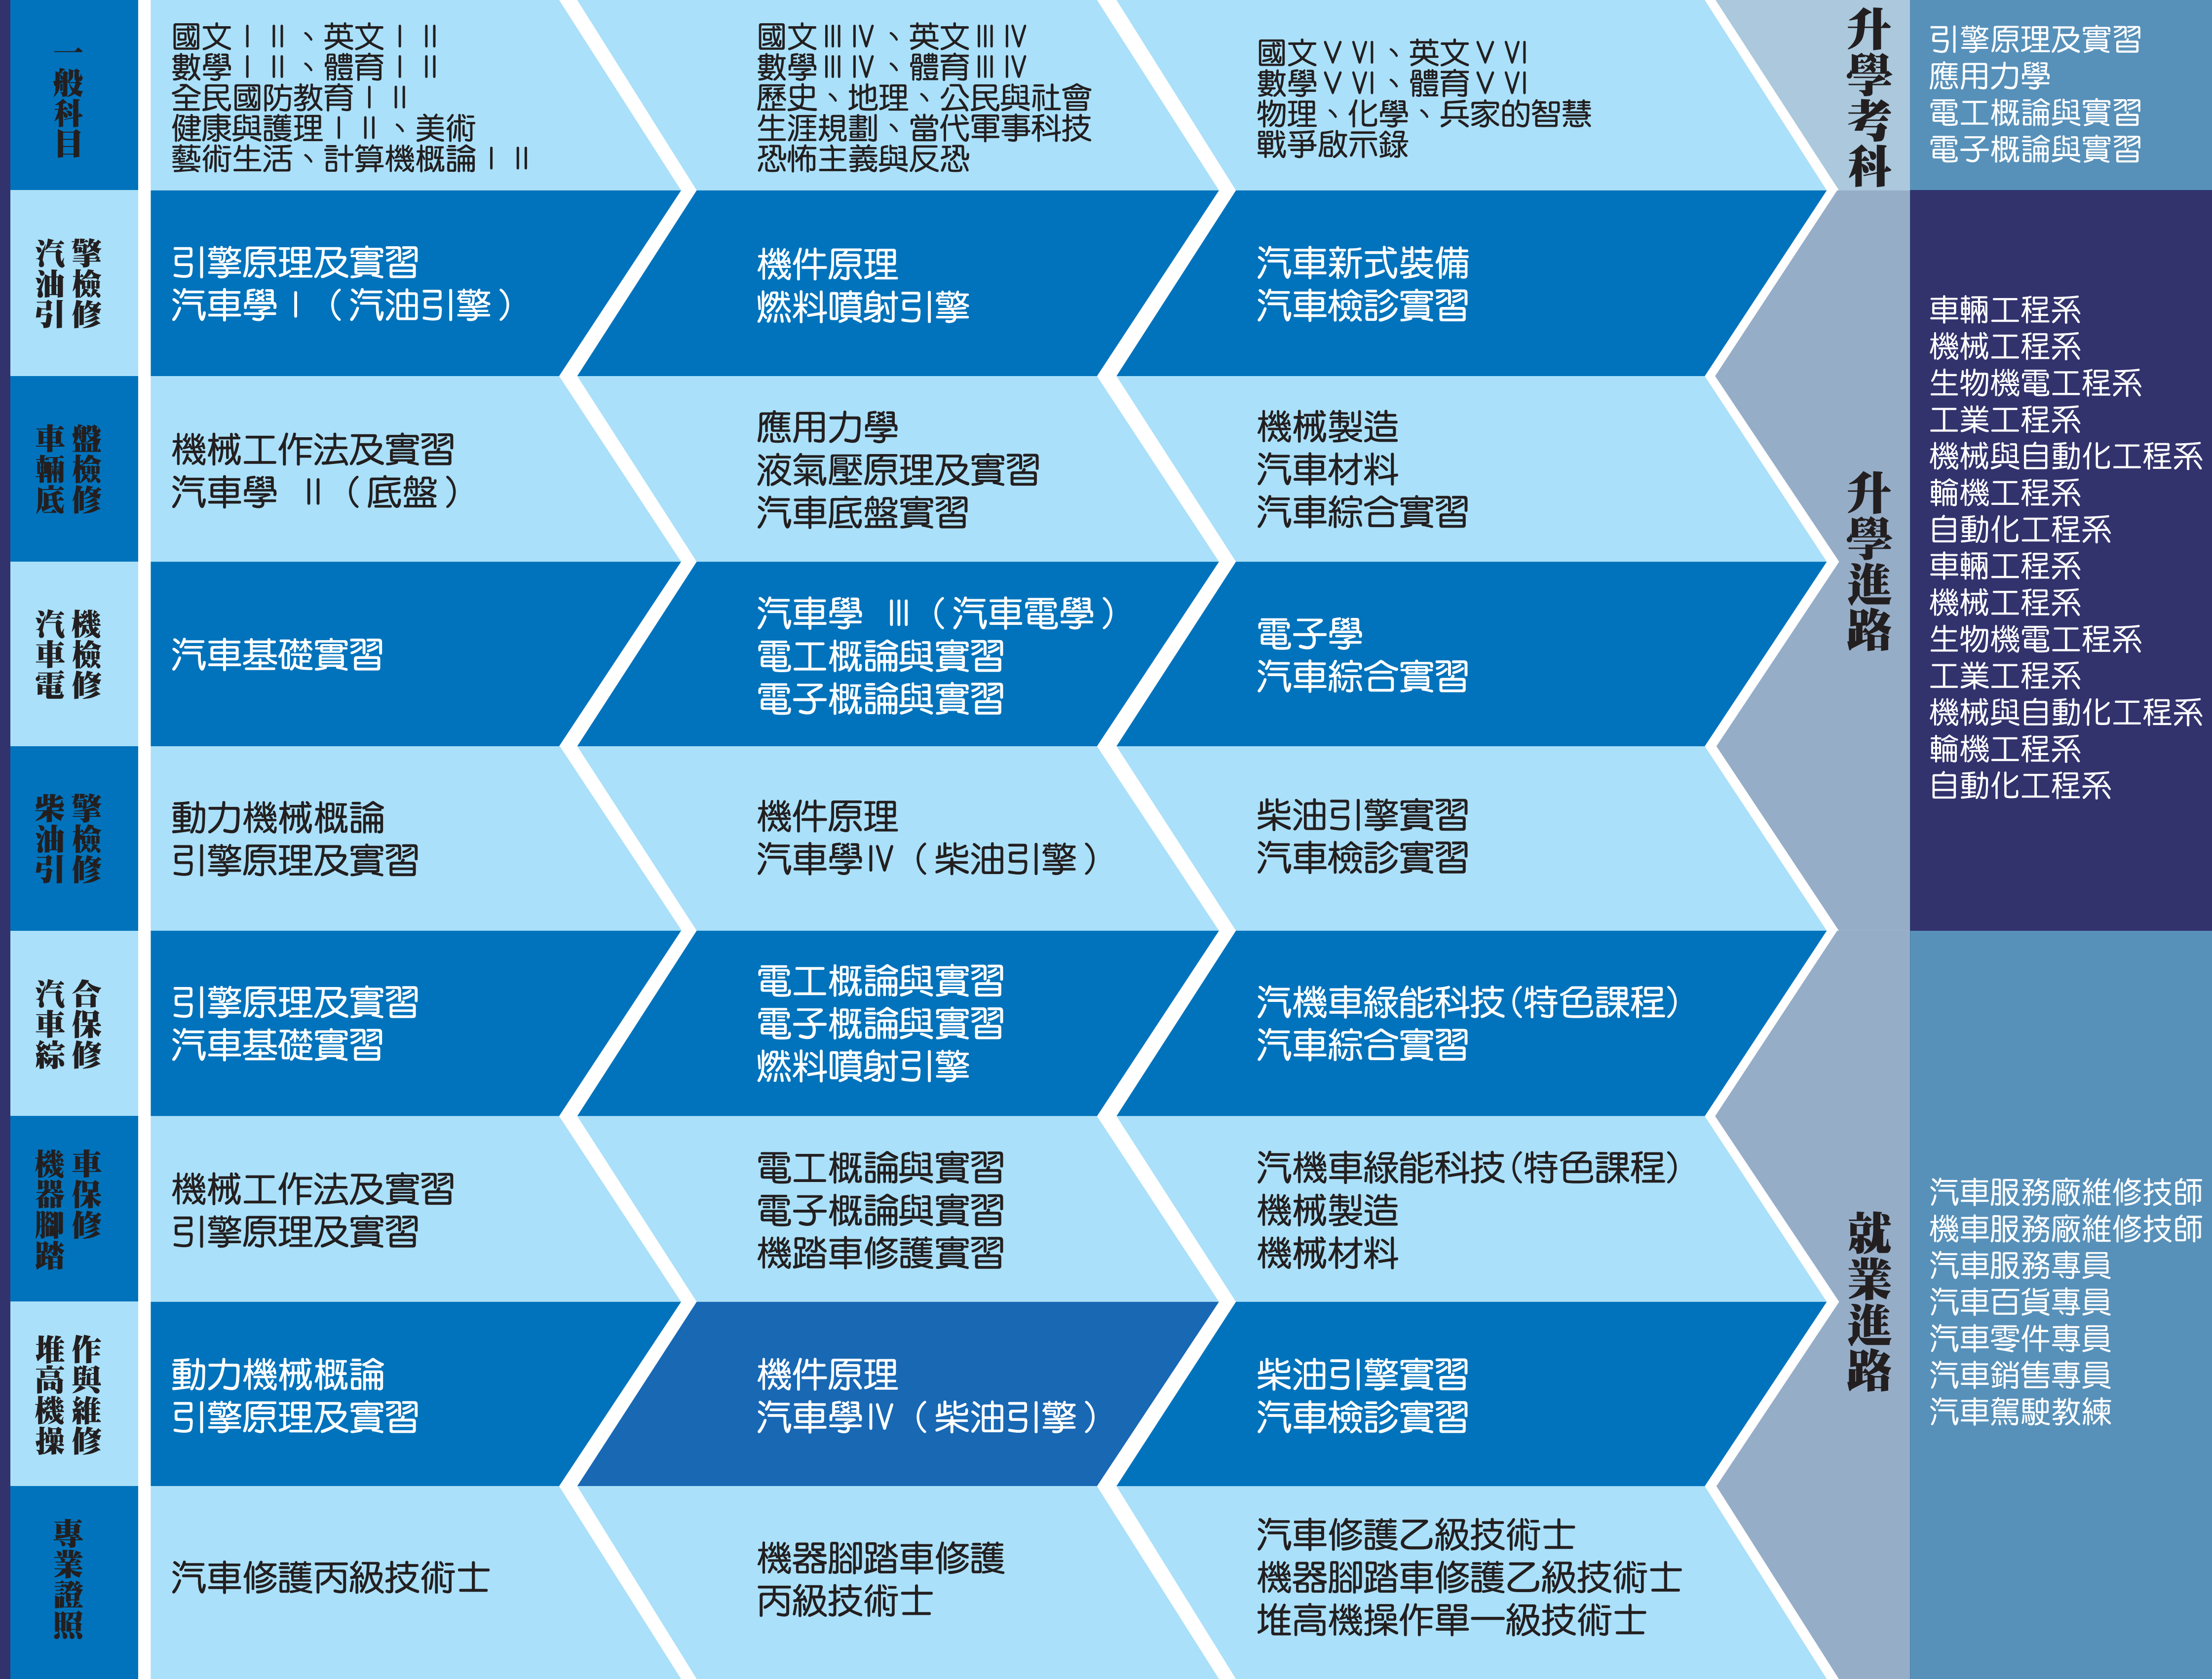 一般科目
國文ⅠⅡ、英文ⅠⅡ
數學ⅠⅡ、體育ⅠⅡ
全民國防教育ⅠⅡ
健康與護理ⅠⅡ、美術
藝術生活、計算機概論ⅠⅡ
國文ⅢⅣ、英文ⅢⅣ
數學ⅢⅣ、體育ⅢⅣ
歷史、地理、公民與社會
生涯規劃、當代軍事科技
恐怖主義與反恐
國文ⅤⅥ、英文ⅤⅥ
數學ⅤⅥ、體育ⅤⅥ
物理、化學、兵家的智慧
戰爭啟示錄
升學考科
引擎原理及實習
應用力學
電工概論與實習
電子概論與實習
汽油引
擎檢修
引擎原理及實習
汽車學Ⅰ（汽油引擎）
機件原理
燃料噴射引擎
汽車新式裝備
汽車檢診實習
車輛底
盤檢修
機械工作法及實習
汽車學 Ⅱ（底盤）
應用力學
液氣壓原理及實習
汽車底盤實習
機械製造
汽車材料
汽車綜合實習
汽車電
機檢修
汽車基礎實習
汽車學 Ⅲ（汽車電學）
電工概論與實習
電子概論與實習
電子學
汽車綜合實習
柴油引
擎檢修
動力機械概論
引擎原理及實習
機件原理
汽車學Ⅳ（柴油引擎）
柴油引擎實習
汽車檢診實習
升學進路
車輛工程系
機械工程系
生物機電工程系
工業工程系
機械與自動化工程系
輪機工程系
自動化工程系
車輛工程系
機械工程系
生物機電工程系
工業工程系
機械與自動化工程系
輪機工程系
自動化工程系
汽車綜
合保修
引擎原理及實習
汽車基礎實習
電工概論與實習
電子概論與實習
燃料噴射引擎
汽機車綠能科技(特色課程)
汽車綜合實習
機器腳踏
車保修
機械工作法及實習
引擎原理及實習
電工概論與實習
電子概論與實習
機踏車修護實習
汽機車綠能科技(特色課程)
機械製造
機械材料
堆高機操
作與維修
動力機械概論
引擎原理及實習
機件原理
汽車學Ⅳ（柴油引擎）
柴油引擎實習
汽車檢診實習
專業證照
汽車修護丙級技術士
機器腳踏車修護
丙級技術士
汽車修護乙級技術士
機器腳踏車修護乙級技術士
堆高機操作單一級技術士
就業進路
汽車服務廠維修技師
機車服務廠維修技師
汽車服務專員
汽車百貨專員
汽車零件專員
汽車銷售專員
汽車駕駛教練